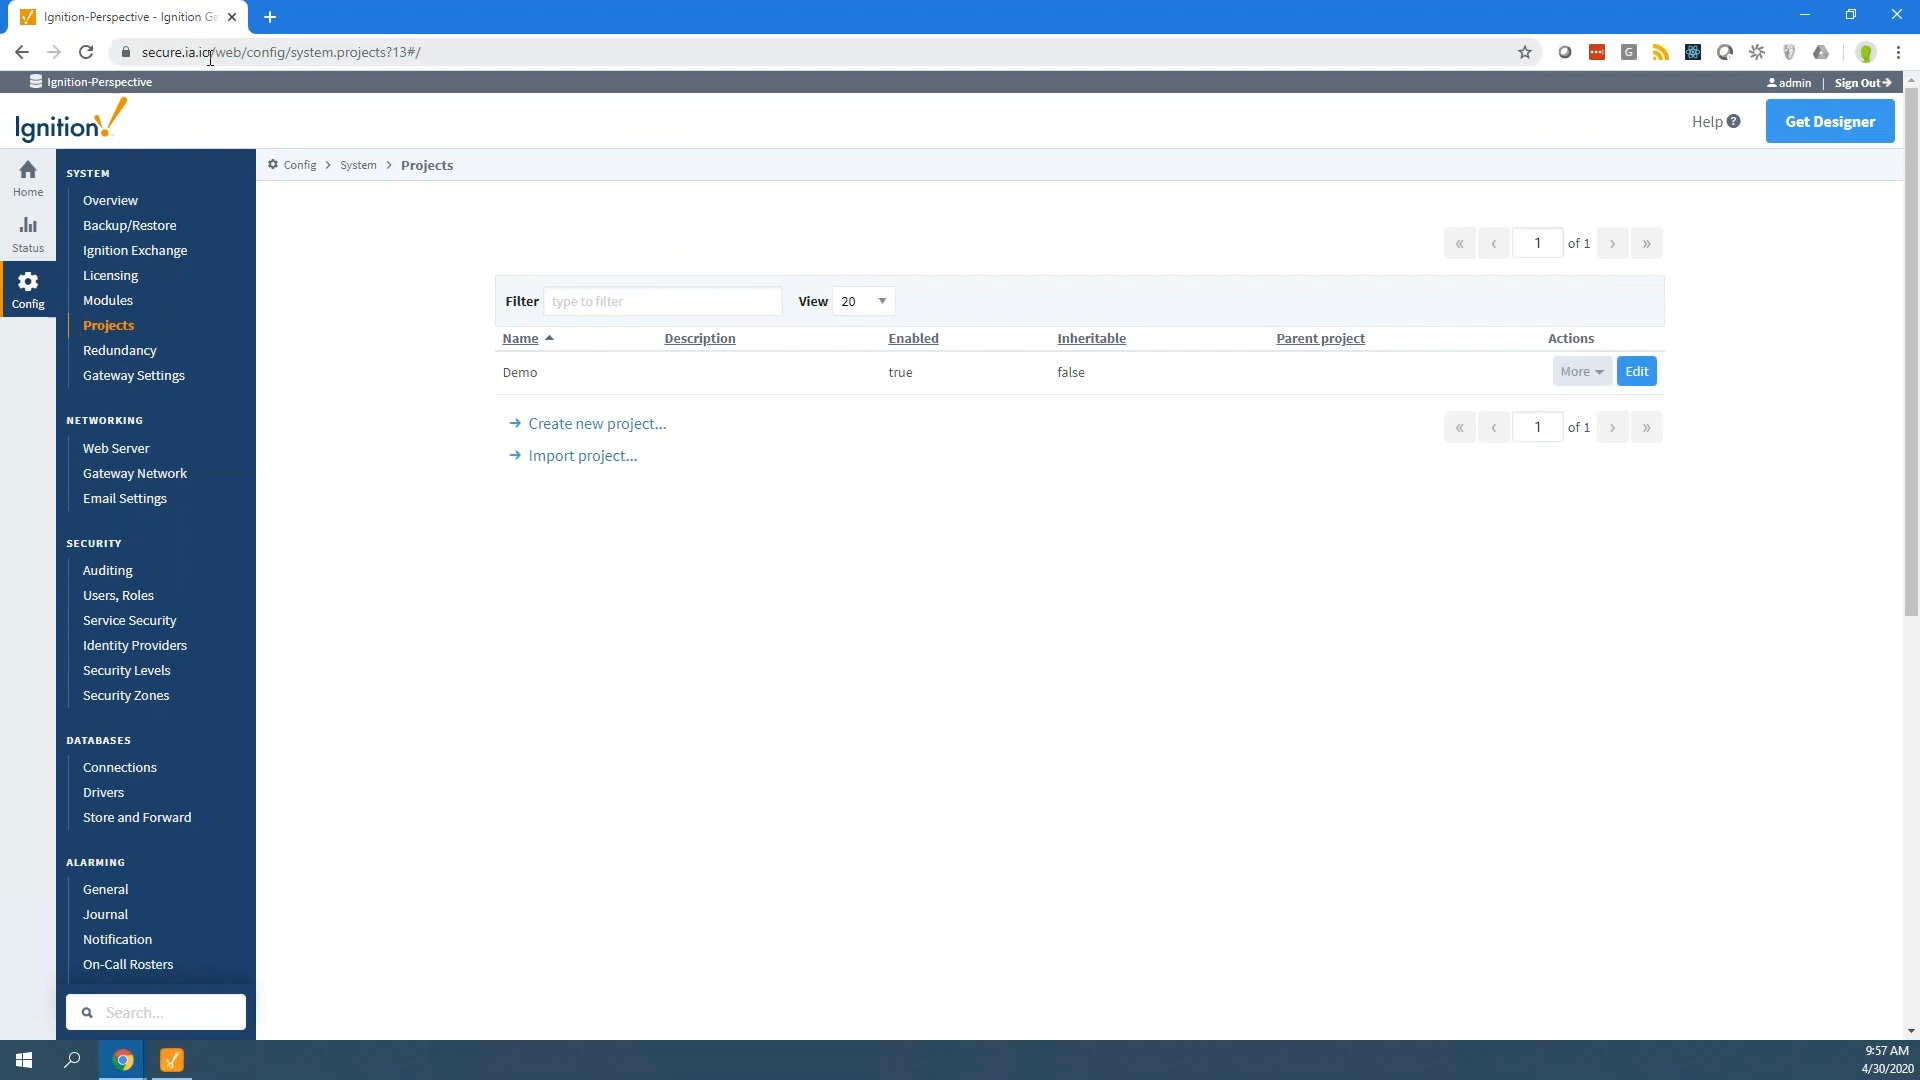 Ignition-Perspective - Ignition Ga
secure.ia.io/web/config/system.projects?13#/
Ignition-Perspective
admin | Sign Out
Ignition!
Help
Get Designer
Home
Status
Config
SYSTEM
Overview
Backup/Restore
Ignition Exchange
Licensing
Modules
Projects
Redundancy
Gateway Settings
NETWORKING
Web Server
Gateway Network
Email Settings
SECURITY
Auditing
Users, Roles
Service Security
Identity Providers
Security Levels
Security Zones
DATABASES
Connections
Drivers
Store and Forward
ALARMING
General
Journal
Notification
On-Call Rosters
Search...
Config > System > Projects
« ‹ 1 of 1 › »
Filter type to filter View 20
Name Description Enabled Inheritable Parent project Actions
Demo true false More Edit
Create new project...
Import project...
« ‹ 1 of 1 › »
9:57 AM
4/30/2020